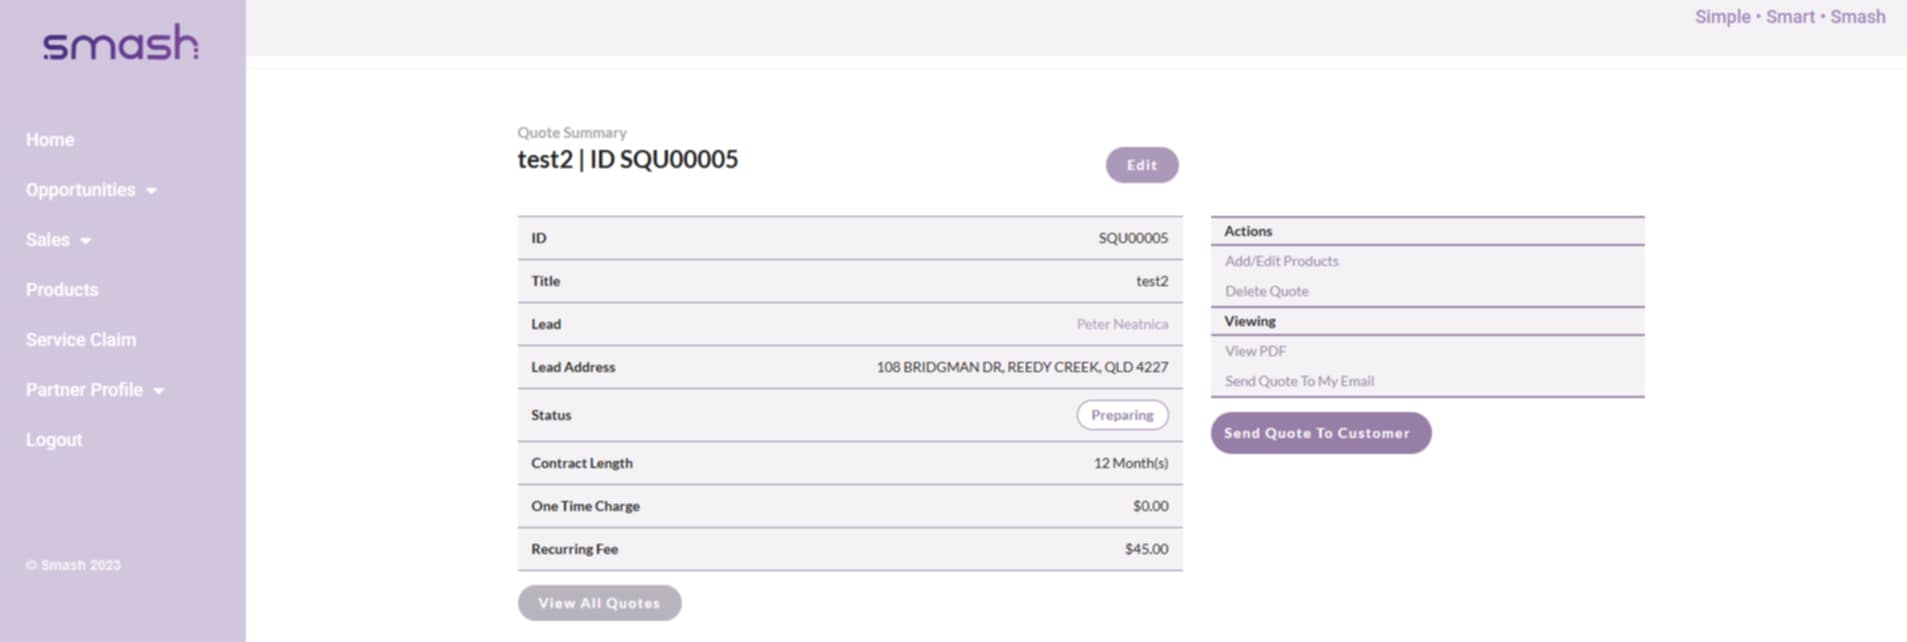 smash
Simple • Smart • Smash
Home
Opportunities
Sales
Products
Service Claim
Partner Profile
Logout
© Smash 2023
Quote Summary
test2 | ID SQU00005
Edit
ID SQU00005
Title test2
Lead Peter Neatnica
Lead Address 108 BRIDGMAN DR, REEDY CREEK, QLD 4227
Status Preparing
Contract Length 12 Month(s)
One Time Charge $0.00
Recurring Fee $45.00
View All Quotes
Actions
Add/Edit Products
Delete Quote
Viewing
View PDF
Send Quote To My Email
Send Quote To Customer